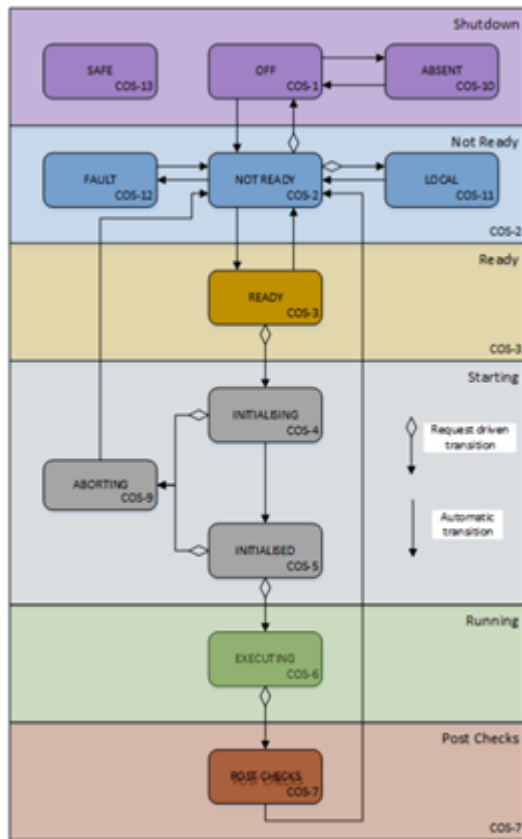 Shutdown
SAFE
COS-13
OFF
COS-1
ABSENT
COS-10
Not Ready
FAULT
COS-12
NOT READY
COS-2
LOCAL
COS-11
COS-2
Ready
READY
COS-3
COS-3
Starting
INITIALISING
COS-4
Request driven
transition
ABORTING
COS-9
Automatic
transition
INITIALISED
COS-5
Running
EXECUTING
COS-6
Post Checks
POST CHECKS
POST CHECKS
COS-7
COS-7